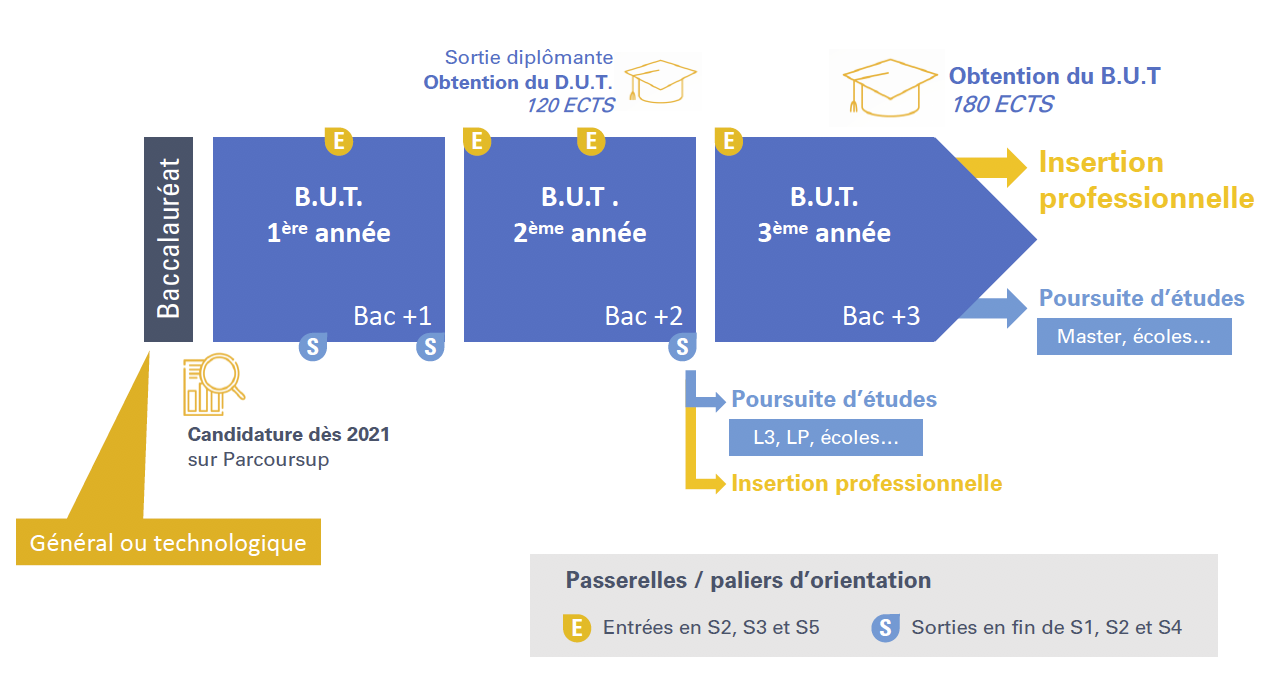 Sortie diplômante
Obtention du D.U.T.
120 ECTS
Obtention du B.U.T
180 ECTS
Baccalauréat
E
E
E
E
B.U.T.
1ère année
Bac +1
B.U.T .
2ème année
Bac +2
B.U.T.
3ème année
Bac +3
S
S
S
Insertion
professionnelle
Poursuite d'études
Master, écoles...
Candidature dès 2021
sur Parcoursup
Général ou technologique
Poursuite d'études
L3, LP, écoles...
Insertion professionnelle
Passerelles / paliers d'orientation
E Entrées en S2, S3 et S5
S Sorties en fin de S1, S2 et S4